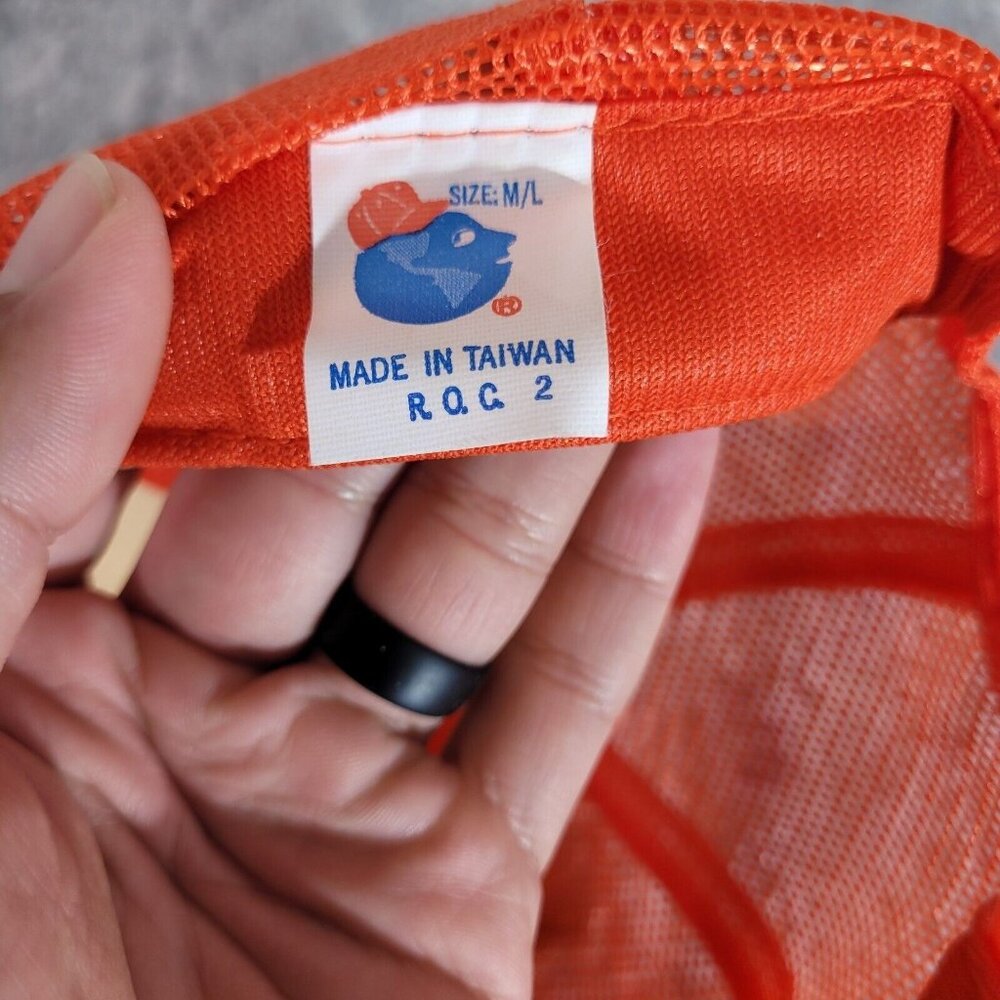 SIZE: M/L
®
MADE IN TAIWAN
R.O.C. 2